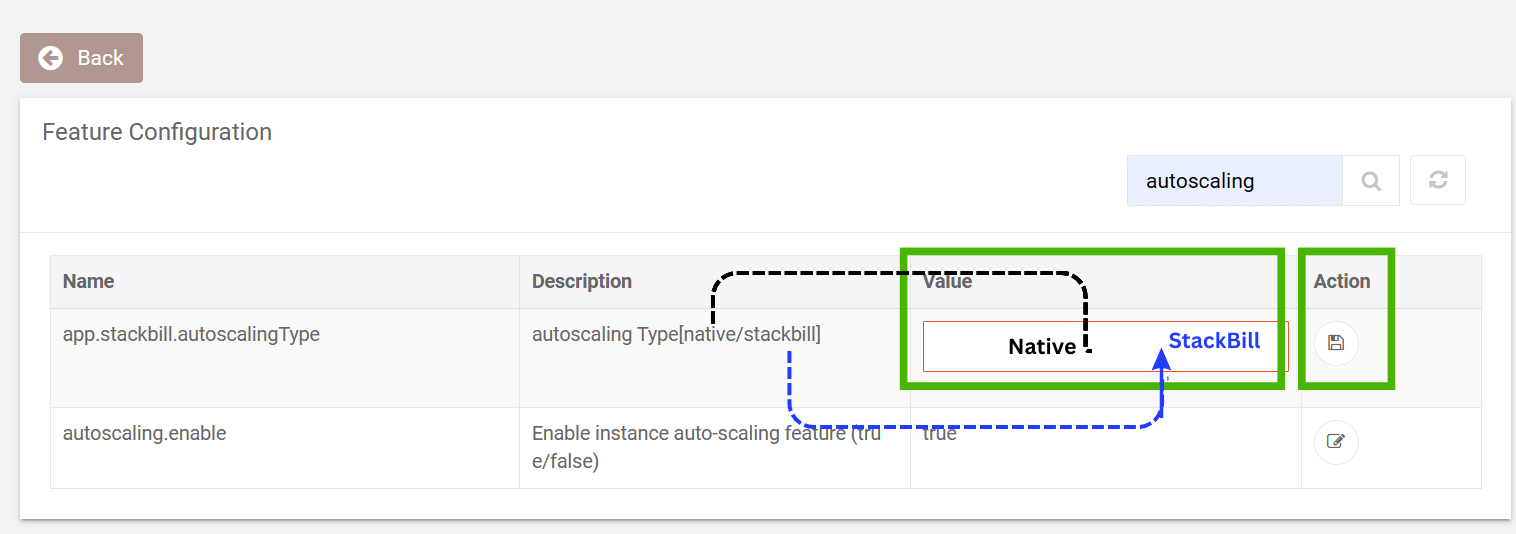 Back
Feature Configuration
autoscaling
Name Description Value Action
app.stackbill.autoscalingType autoscaling Type[native/stackbill] Native StackBill
autoscaling.enable Enable instance auto-scaling feature (tru true
e/false)